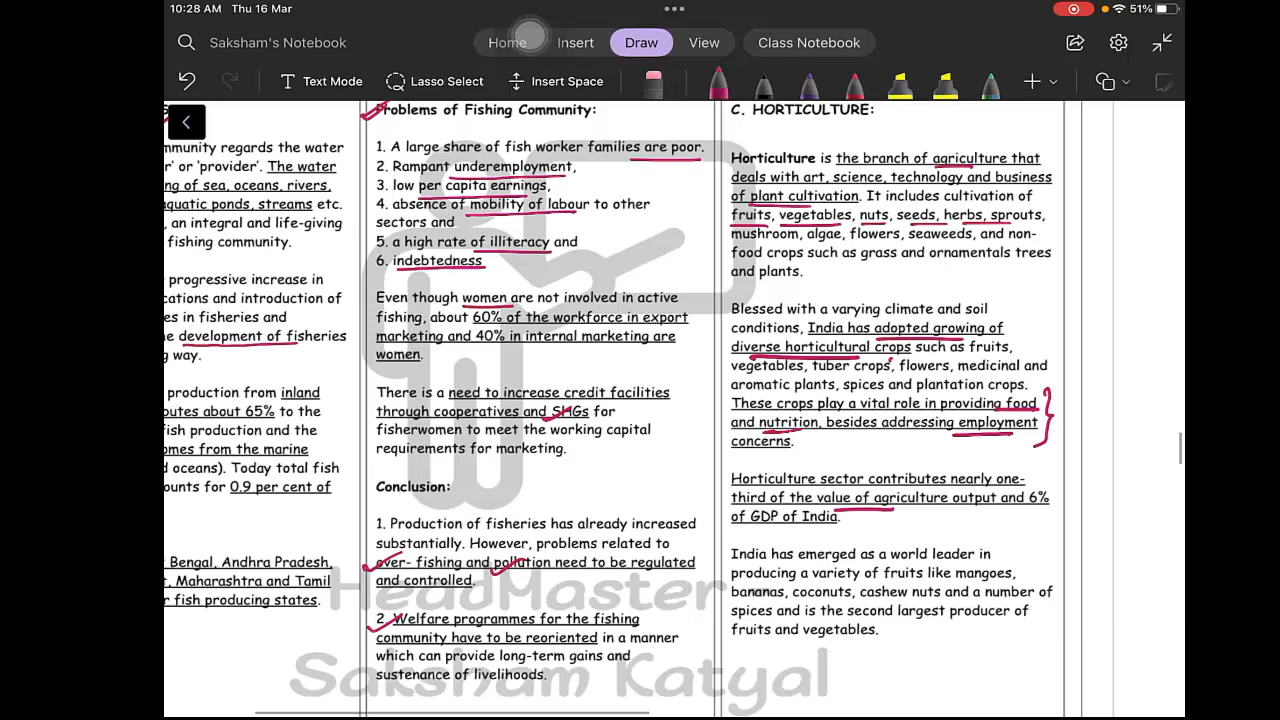 10:28 AM Thu 16 Mar
51%
Saksham's Notebook
Home
Insert
Draw
View
Class Notebook
Text Mode
Lasso Select
Insert Space
mmunity regards the water
r' or 'provider'. The water
ng of sea, oceans, rivers,
aquatic ponds, streams etc.
, an integral and life-giving
fishing community.
progressive increase in
cations and introduction of
es in fisheries and
e development of fisheries
g way.
production from inland
butes about 65% to the
fish production and the
omes from the marine
d oceans). Today total fish
ounts for 0.9 per cent of
Bengal, Andhra Pradesh,
t, Maharashtra and Tamil
r fish producing states.
Problems of Fishing Community:
1. A large share of fish worker families are poor.
2. Rampant underemployment,
3. low per capita earnings,
4. absence of mobility of labour to other
sectors and
5. a high rate of illiteracy and
6. indebtedness
Even though women are not involved in active
fishing, about 60% of the workforce in export
marketing and 40% in internal marketing are
women.
There is a need to increase credit facilities
through cooperatives and SHGs for
fisherwomen to meet the working capital
requirements for marketing.
Conclusion:
1. Production of fisheries has already increased
substantially. However, problems related to
over- fishing and pollution need to be regulated
and controlled.
2. Welfare programmes for the fishing
community have to be reoriented in a manner
which can provide long-term gains and
sustenance of livelihoods.
C. HORTICULTURE:
Horticulture is the branch of agriculture that
deals with art, science, technology and business
of plant cultivation. It includes cultivation of
fruits, vegetables, nuts, seeds, herbs, sprouts,
mushroom, algae, flowers, seaweeds, and non-
food crops such as grass and ornamentals trees
and plants.
Blessed with a varying climate and soil
conditions, India has adopted growing of
diverse horticultural crops such as fruits,
vegetables, tuber crops, flowers, medicinal and
aromatic plants, spices and plantation crops.
These crops play a vital role in providing food
and nutrition, besides addressing employment
concerns.
Horticulture sector contributes nearly one-
third of the value of agriculture output and 6%
of GDP of India.
India has emerged as a world leader in
producing a variety of fruits like mangoes,
bananas, coconuts, cashew nuts and a number of
spices and is the second largest producer of
fruits and vegetables.
HeadMaster
Saksham Katyal